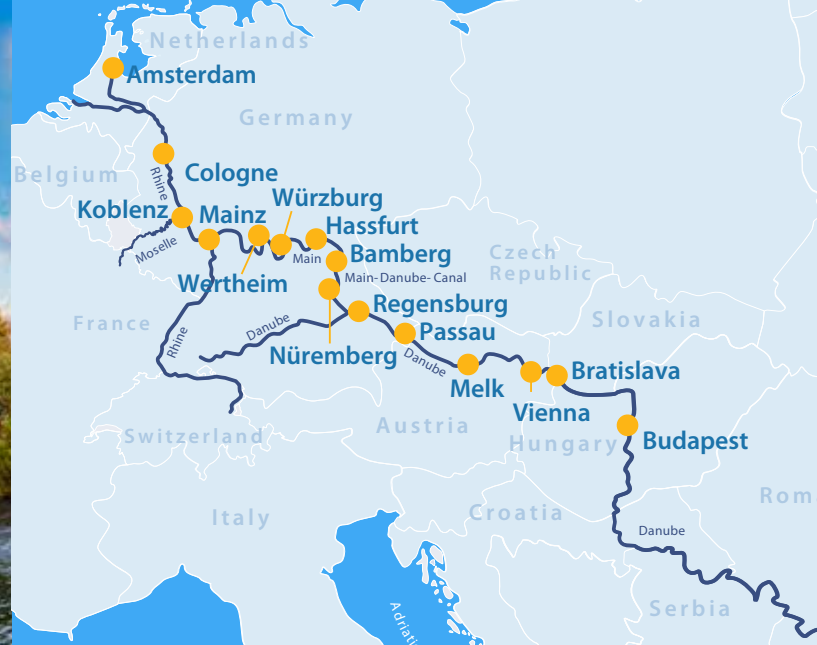 Netherlands
Amsterdam
Germany
Belgium
Rhine
Cologne
Würzburg
Koblenz
Mainz
Hassfurt
Moselle
Main
Bamberg
Czech
Republic
Wertheim
Main-Danube-Canal
Regensburg
France
Rhine
Danube
Nüremberg
Passau
Slovakia
Danube
Melk
Bratislava
Vienna
Switzerland
Austria
Hungary
Budapest
Italy
Croatia
Rom
Danube
Adriati
Serbia